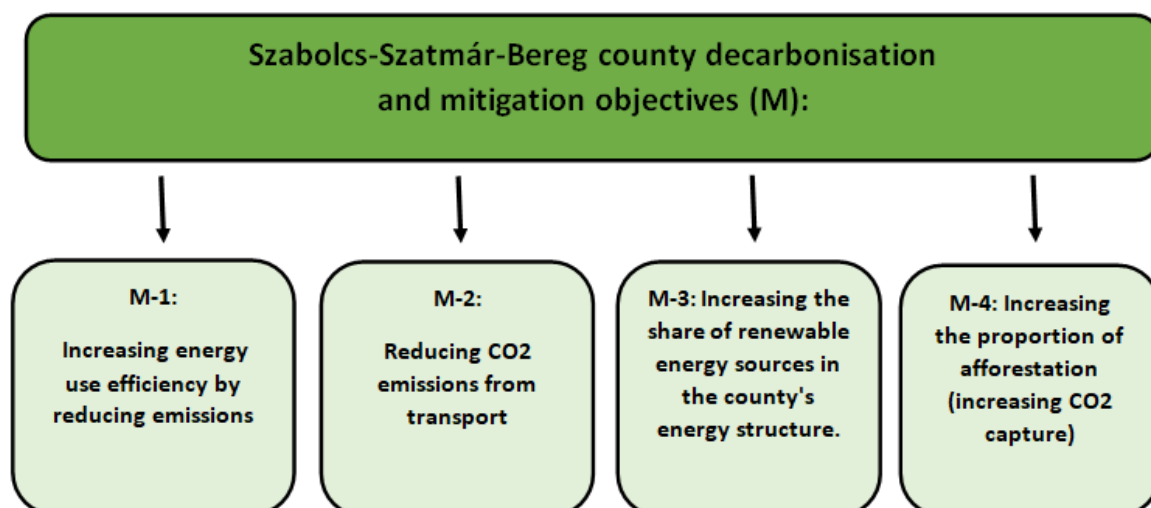 Szabolcs-Szatmár-Bereg county decarbonisation
and mitigation objectives (M):
M-1:
Increasing energy
use efficiency by
reducing emissions
M-2:
Reducing CO2
emissions from
transport
M-3: Increasing the
share of renewable
energy sources in
the county's
energy structure.
M-4: Increasing
the proportion of
afforestation
(increasing CO2
capture)